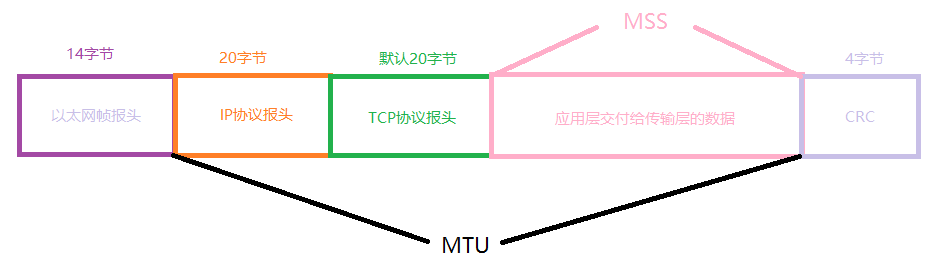 MSS
14字节
20字节
默认20字节
4字节
以太网帧报头
IP协议报头
TCP协议报头
应用层交付给传输层的数据
CRC
MTU